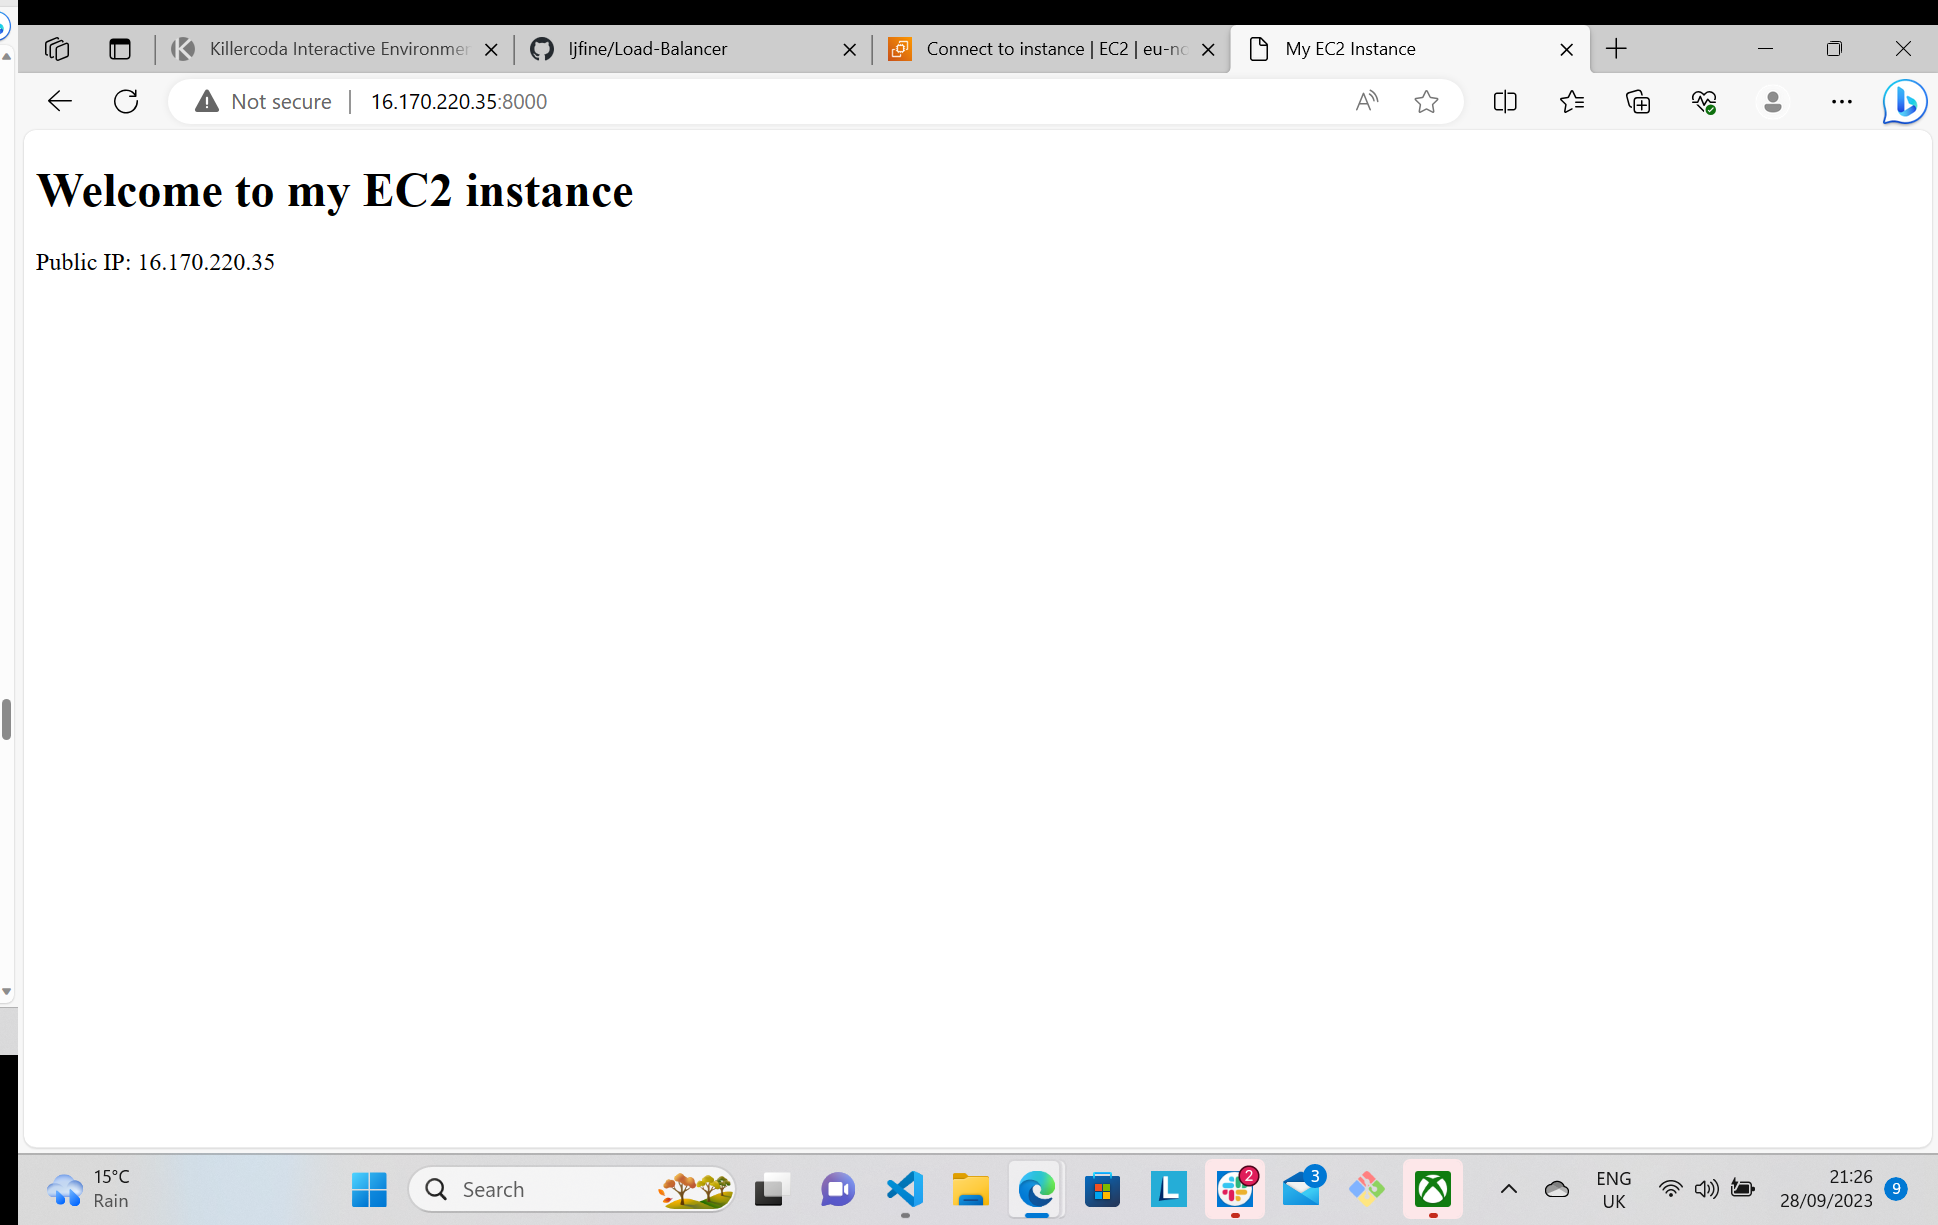 Killercoda Interactive Environmer
ljfine/Load-Balancer
Connect to instance | EC2 | eu-no
My EC2 Instance
Not secure
16.170.220.35:8000
Welcome to my EC2 instance
Public IP: 16.170.220.35
15°C
Rain
Search
2
3
ENG
UK
21:26
28/09/2023
9